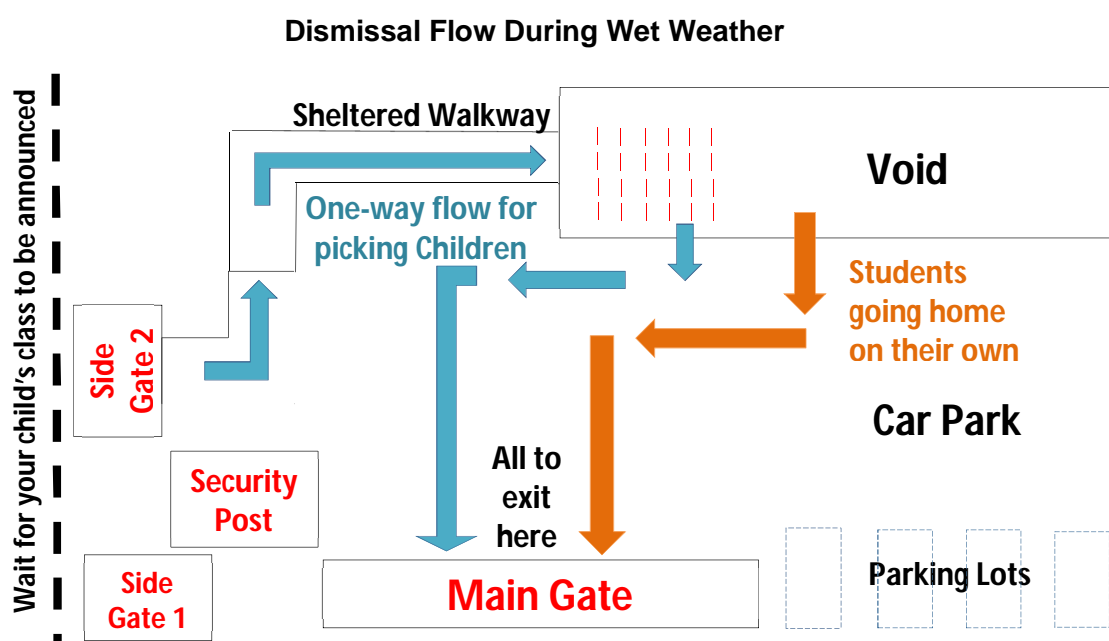 Dismissal Flow During Wet Weather
Wait for your child's class to be announced
Sheltered Walkway
Void
One-way flow for
picking Children
Students
going home
on their own
Side
Gate 2
Car Park
Security
Post
All to
exit
here
Side
Gate 1
Main Gate
Parking Lots